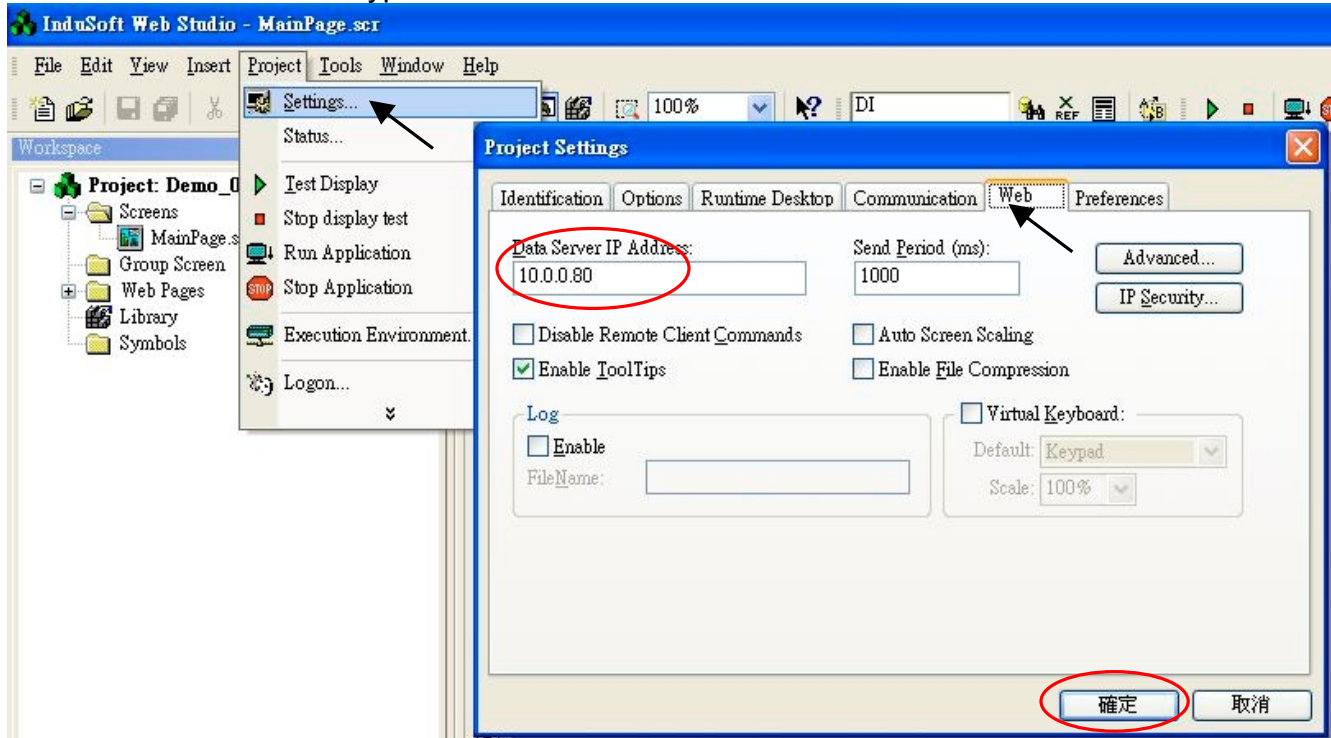 InduSoft Web Studio - MainPage.scr
File Edit View Insert Project Tools Window Help
100%
DI
REF
Workspace
Project: Demo_0
Screens
MainPage.s
Group Screen
Web Pages
Library
Symbols
Settings...
Status...
Test Display
Stop display test
Run Application
STOP
Stop Application
Execution Environment.
Logon...
Project Settings
Identification Options Runtime Desktop Communication Web Preferences
Data Server IP Address:
10.0.0.80
Send Period (ms):
1000
Advanced...
IP Security...
Disable Remote Client Commands
Auto Screen Scaling
Enable ToolTips
Enable File Compression
Log
Enable
FileName:
Virtual Keyboard:
Default: Keypad
Scale: 100%
確定
取消